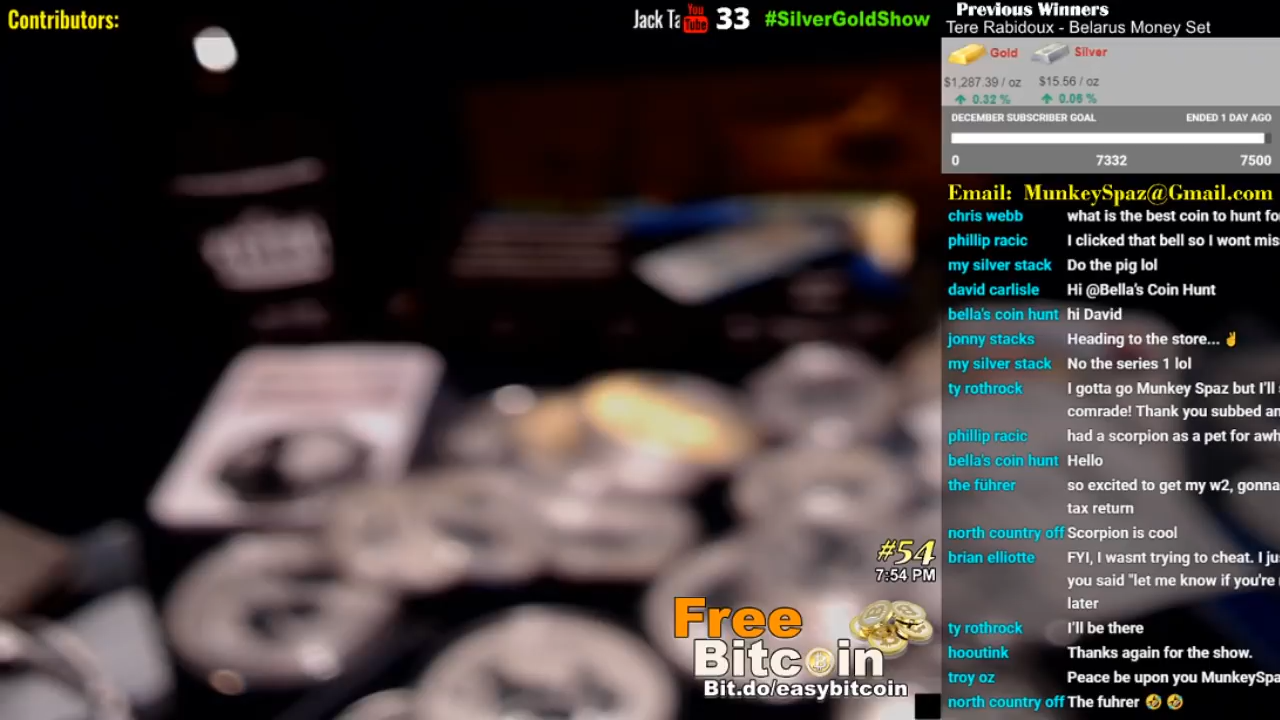 Contributors:
Jack Ta
You
Tube
33
#SilverGoldShow
Previous Winners
Tere Rabidoux - Belarus Money Set
Gold
Silver
$1,287.39 / oz
$15.56 / oz
0.32 %
0.06 %
DECEMBER SUBSCRIBER GOAL
ENDED 1 DAY AGO
0
7332
7500
Email: MunkeySpaz@Gmail.com
chris webb what is the best coin to hunt fo
phillip racic I clicked that bell so I wont mis
my silver stack Do the pig lol
david carlisle Hi @Bella's Coin Hunt
bella's coin hunt hi David
jonny stacks Heading to the store... ✌
my silver stack No the series 1 lol
ty rothrock I gotta go Munkey Spaz but I'll
comrade! Thank you subbed an
phillip racic had a scorpion as a pet for awh
bella's coin hunt Hello
the führer so excited to get my w2, gonna
tax return
north country off Scorpion is cool
brian elliotte FYI, I wasnt trying to cheat. I ju
you said "let me know if you're
later
ty rothrock I'll be there
hooutink Thanks again for the show.
troy oz Peace be upon you MunkeySpa
north country off The fuhrer 🤣 🤣
#54
7:54 PM
Free
Bitcoin
Bit.do/easybitcoin